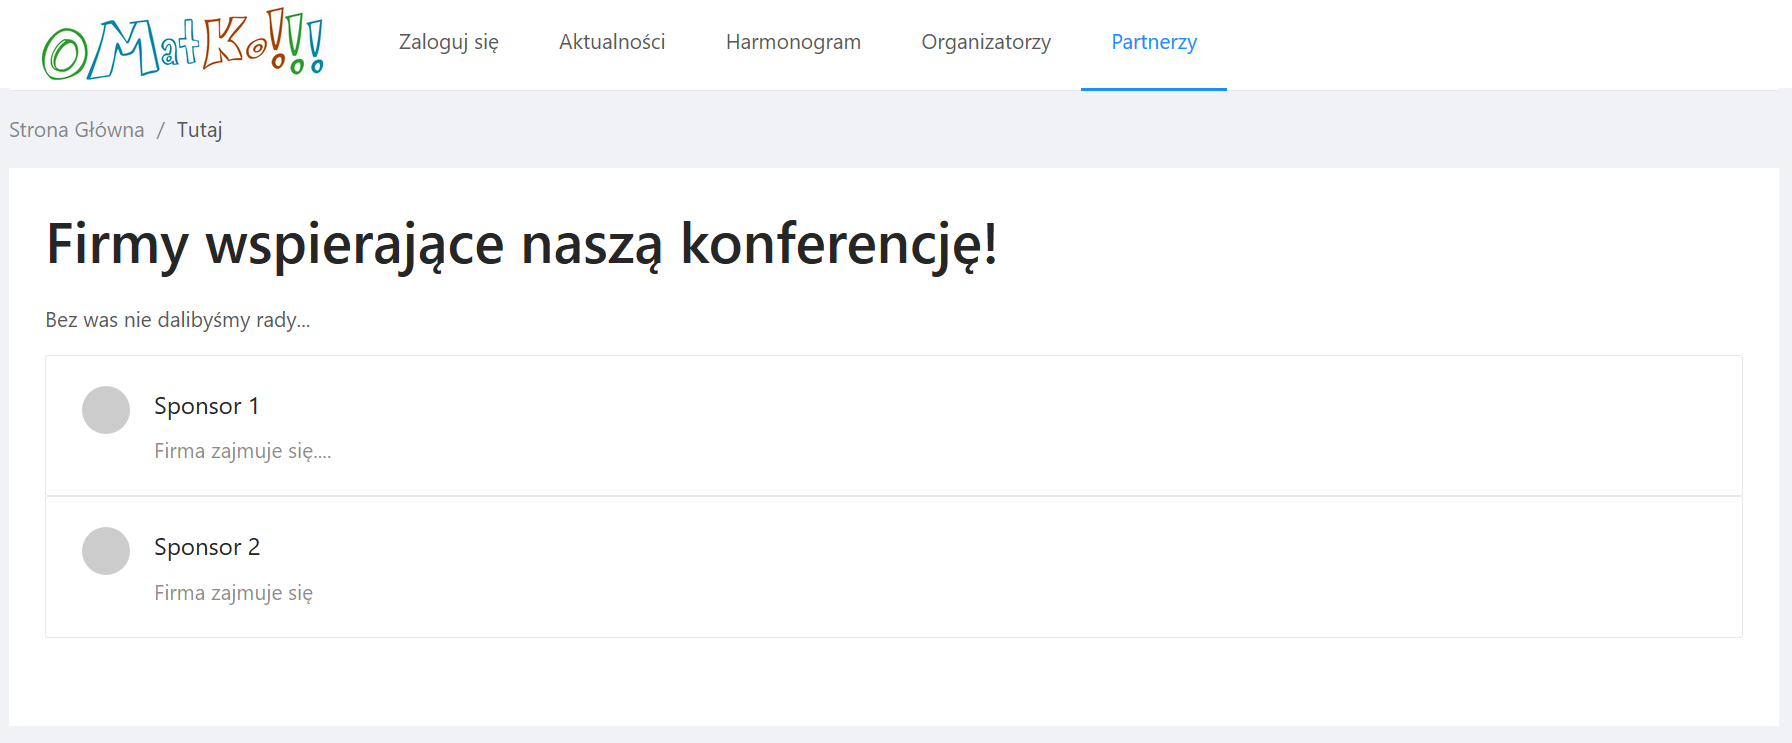 OMatKo!!!
Zaloguj się Aktualności Harmonogram Organizatorzy Partnerzy
Strona Główna / Tutaj
Firmy wspierające naszą konferencję!
Bez was nie dalibyśmy rady...
Sponsor 1
Firma zajmuje się....
Sponsor 2
Firma zajmuje się